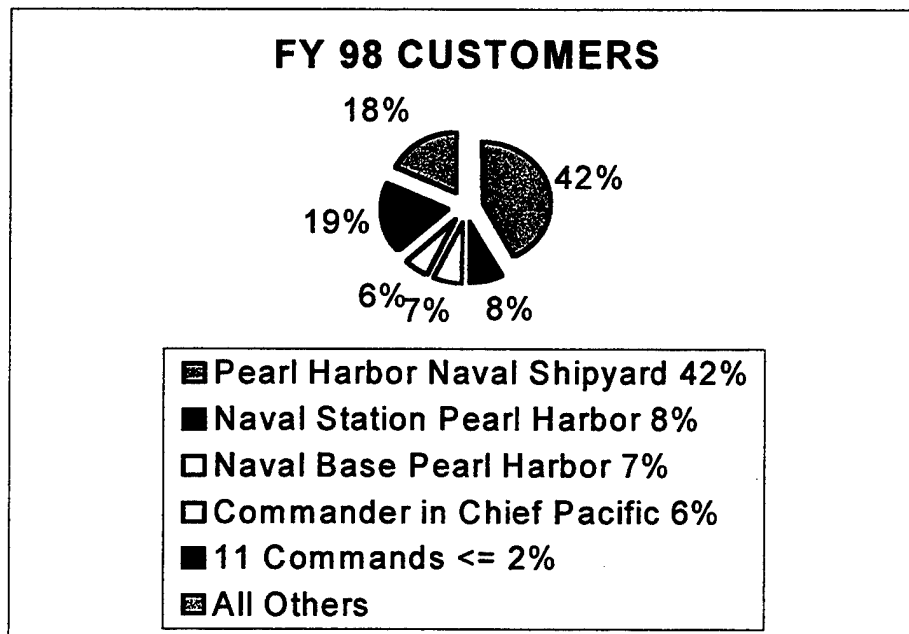 FY 98 CUSTOMERS
18%
42%
19%
6%
7%
8%
Pearl Harbor Naval Shipyard 42%
Naval Station Pearl Harbor 8%
Naval Base Pearl Harbor 7%
Commander in Chief Pacific 6%
11 Commands <= 2%
All Others